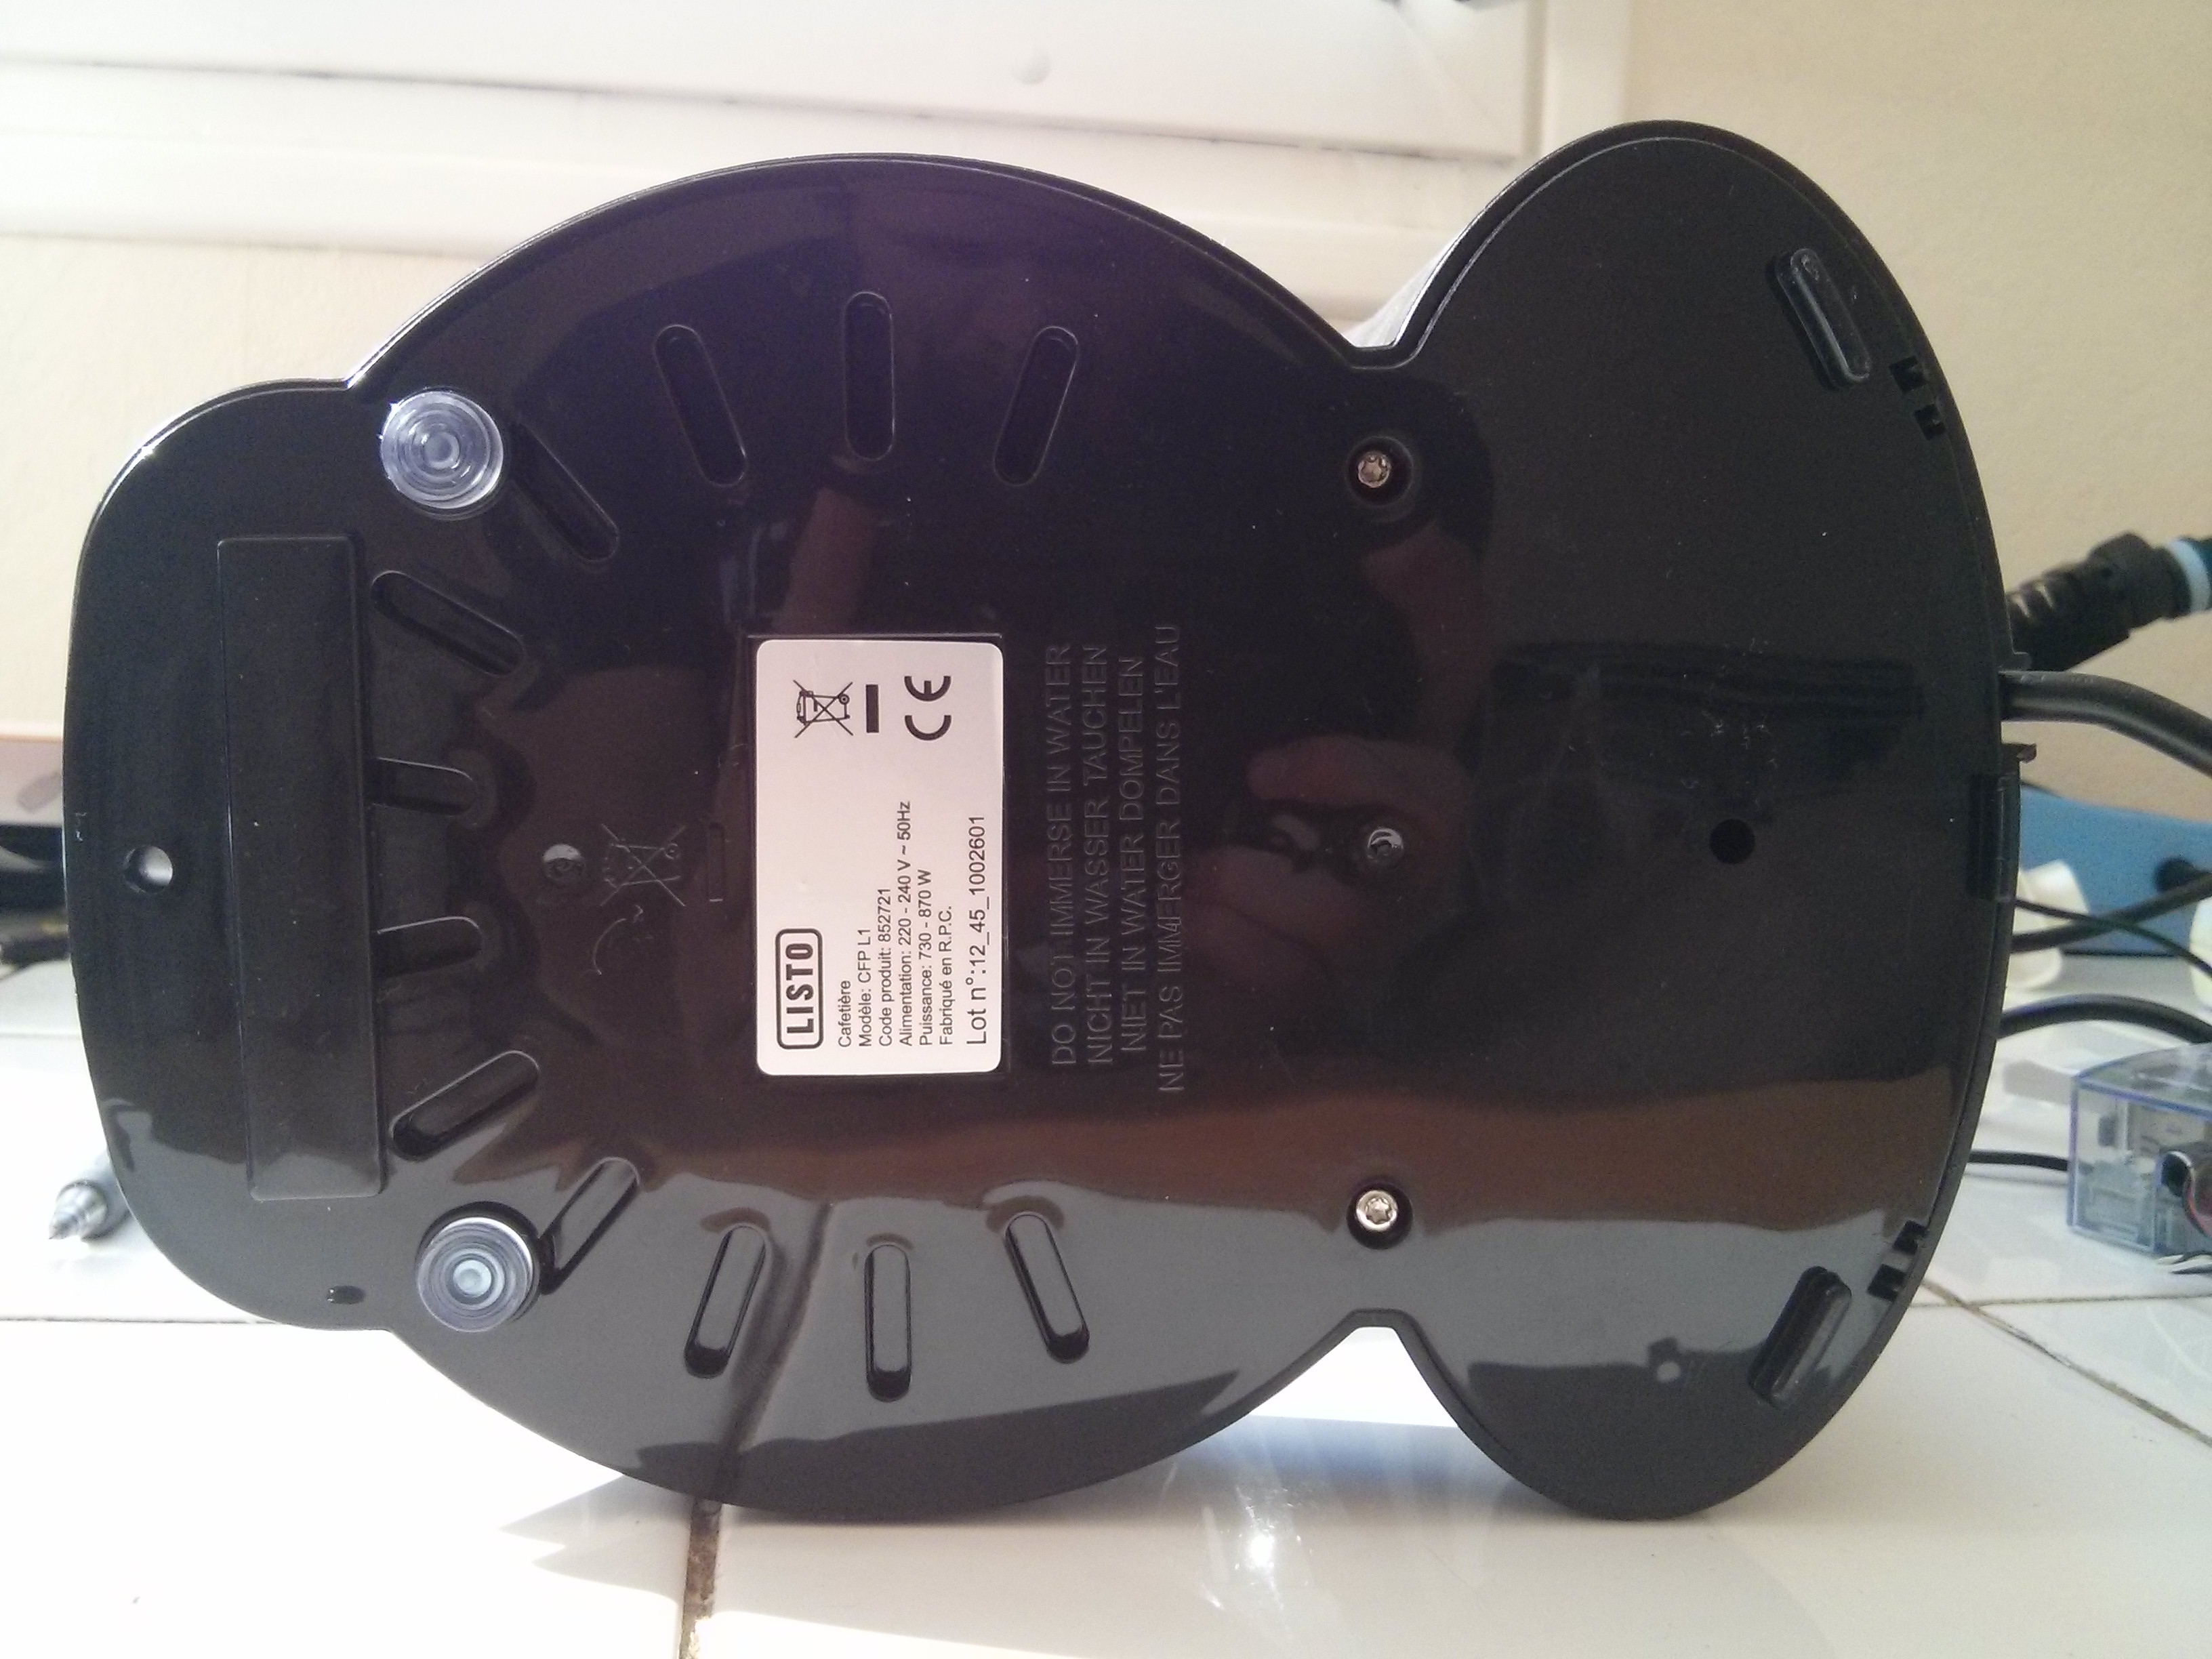 LISTO
Cafetière
Modèle: CFP L1
Code produit: 852721
Alimentation: 220 - 240 V ~ 50Hz
Puissance: 730 - 870 W
Fabriqué en R.P.C.
Lot n°:12_45_1002601
CE
DO NOT IMMERSE IN WATER
NICHT IN WASSER TAUCHEN
NIET IN WATER DOMPELEN
NE PAS IMMERGER DANS L'EAU